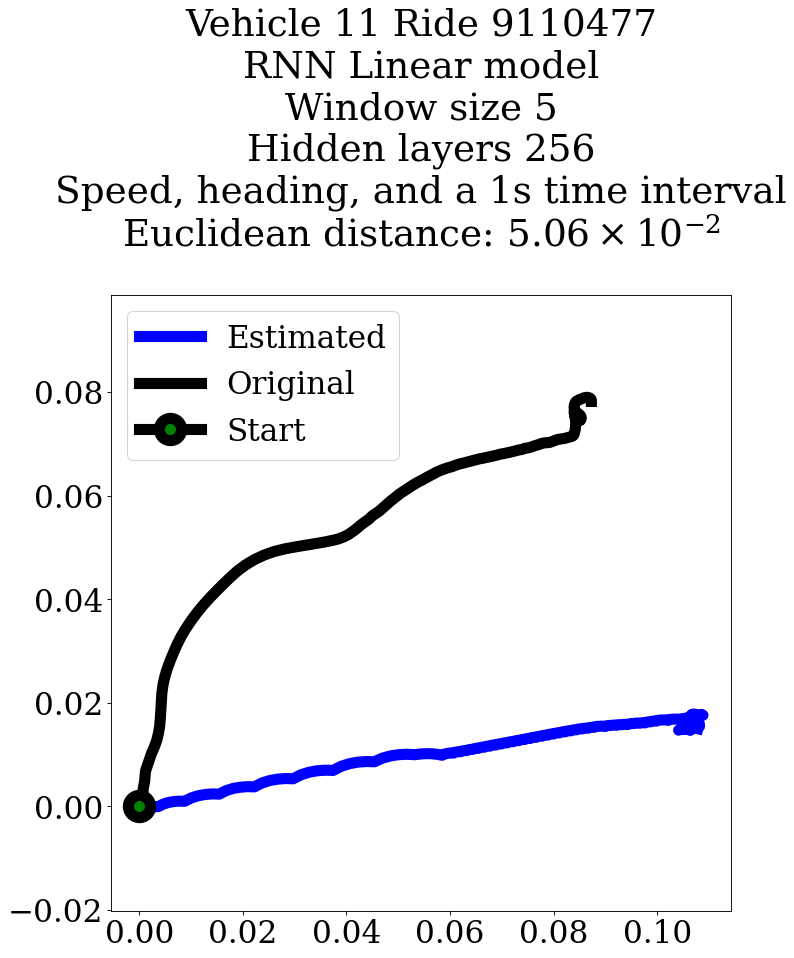 Vehicle 11 Ride 9110477
RNN Linear model
Window size 5
Hidden layers 256
Speed, heading, and a 1s time interval
Euclidean distance: 5.06 × 10⁻²
Estimated
Original
Start
0.08
0.06
0.04
0.02
0.00
−0.02
0.00 0.02 0.04 0.06 0.08 0.10